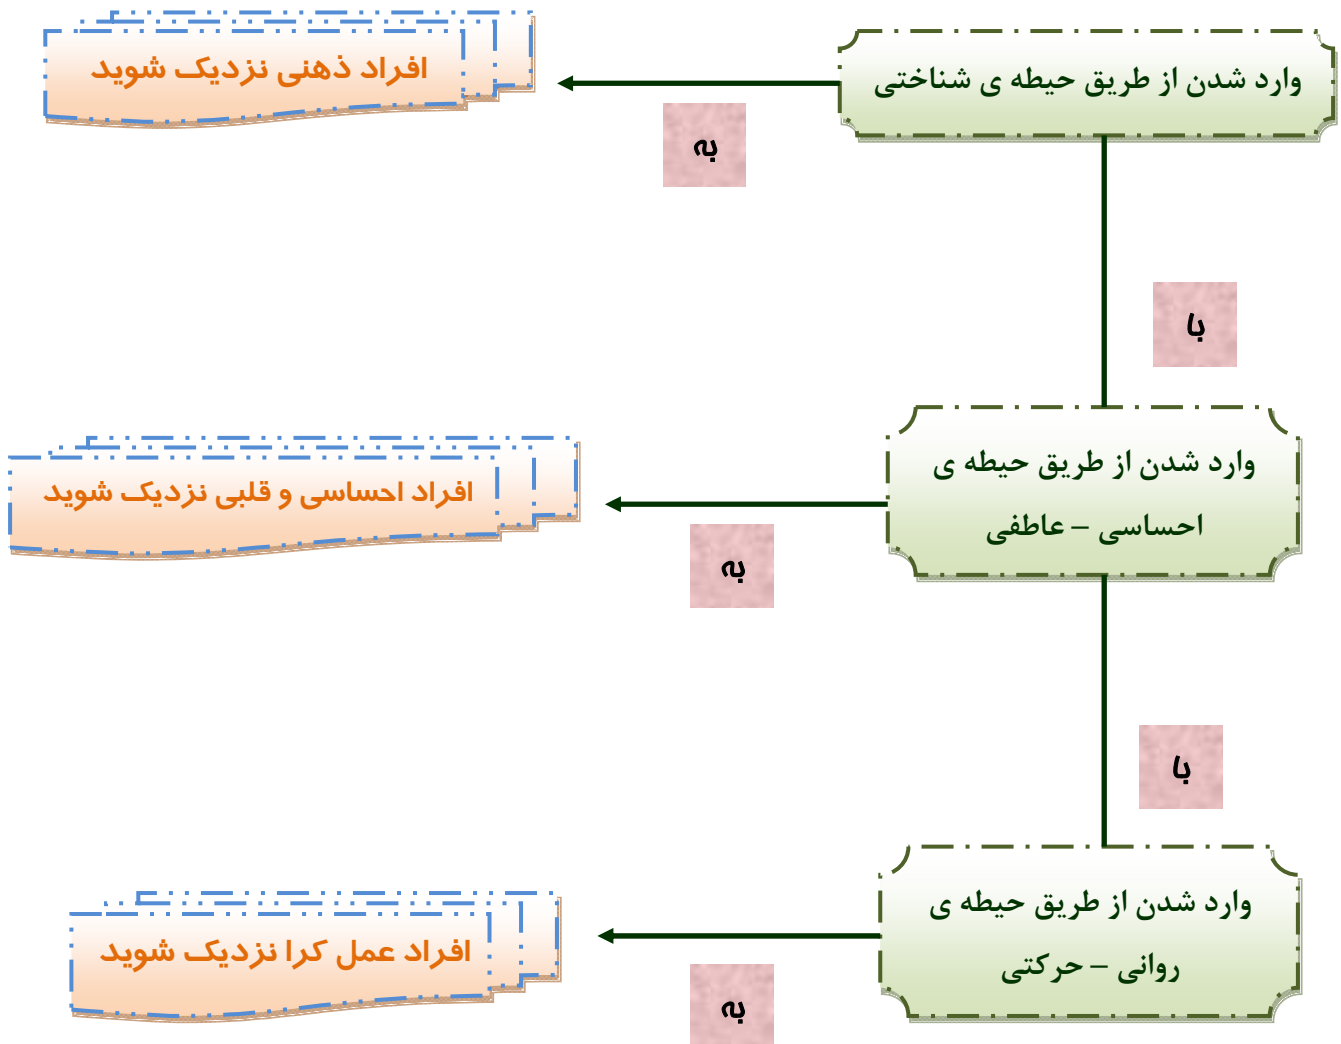 وارد شدن از طریق حیطه ی شناختی
افراد ذهنی نزدیک شوید
به
با
وارد شدن از طریق حیطه ی
احساسی – عاطفی
افراد احساسی و قلبی نزدیک شوید
به
با
وارد شدن از طریق حیطه ی
روانی – حرکتی
افراد عمل کرا نزدیک شوید
به